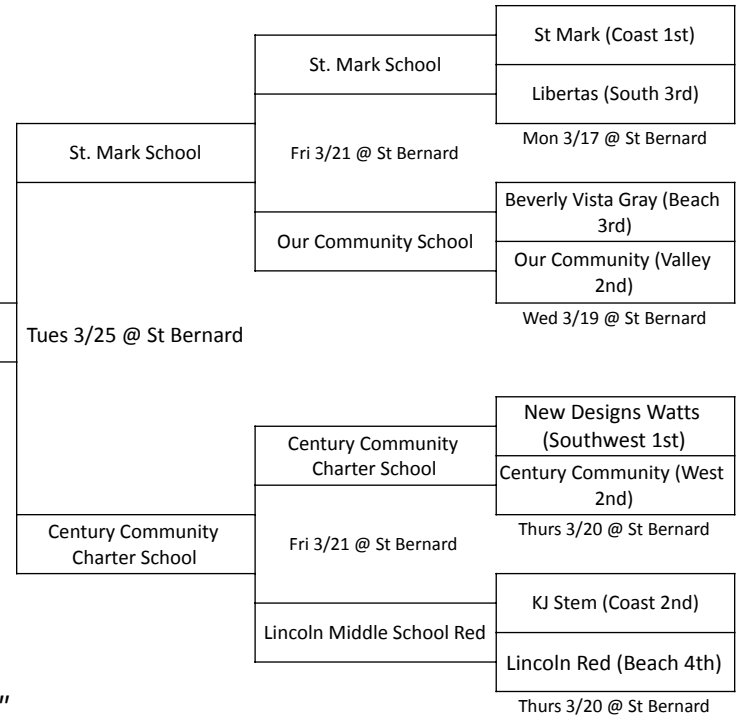 St Mark (Coast 1st)
St. Mark School
Libertas (South 3rd)
Mon 3/17 @ St Bernard
St. Mark School
Fri 3/21 @ St Bernard
Beverly Vista Gray (Beach
3rd)
Our Community School
Our Community (Valley
2nd)
Wed 3/19 @ St Bernard
Tues 3/25 @ St Bernard
New Designs Watts
(Southwest 1st)
Century Community
Charter School
Century Community (West
2nd)
Thurs 3/20 @ St Bernard
Century Community
Charter School
Fri 3/21 @ St Bernard
KJ Stem (Coast 2nd)
Lincoln Middle School Red
Lincoln Red (Beach 4th)
Thurs 3/20 @ St Bernard
"